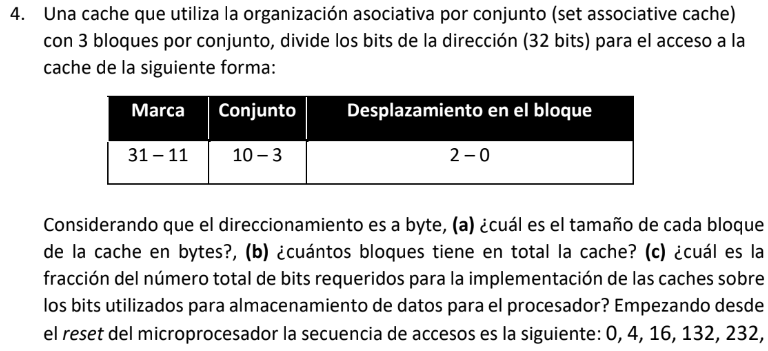 4. Una cache que utiliza la organización asociativa por conjunto (set associative cache)
con 3 bloques por conjunto, divide los bits de la dirección (32 bits) para el acceso a la
cache de la siguiente forma:
Marca Conjunto Desplazamiento en el bloque
31 – 11 10 – 3 2 – 0
Considerando que el direccionamiento es a byte, (a) ¿cuál es el tamaño de cada bloque
de la cache en bytes?, (b) ¿cuántos bloques tiene en total la cache? (c) ¿cuál es la
fracción del número total de bits requeridos para la implementación de las caches sobre
los bits utilizados para almacenamiento de datos para el procesador? Empezando desde
el reset del microprocesador la secuencia de accesos es la siguiente: 0, 4, 16, 132, 232,